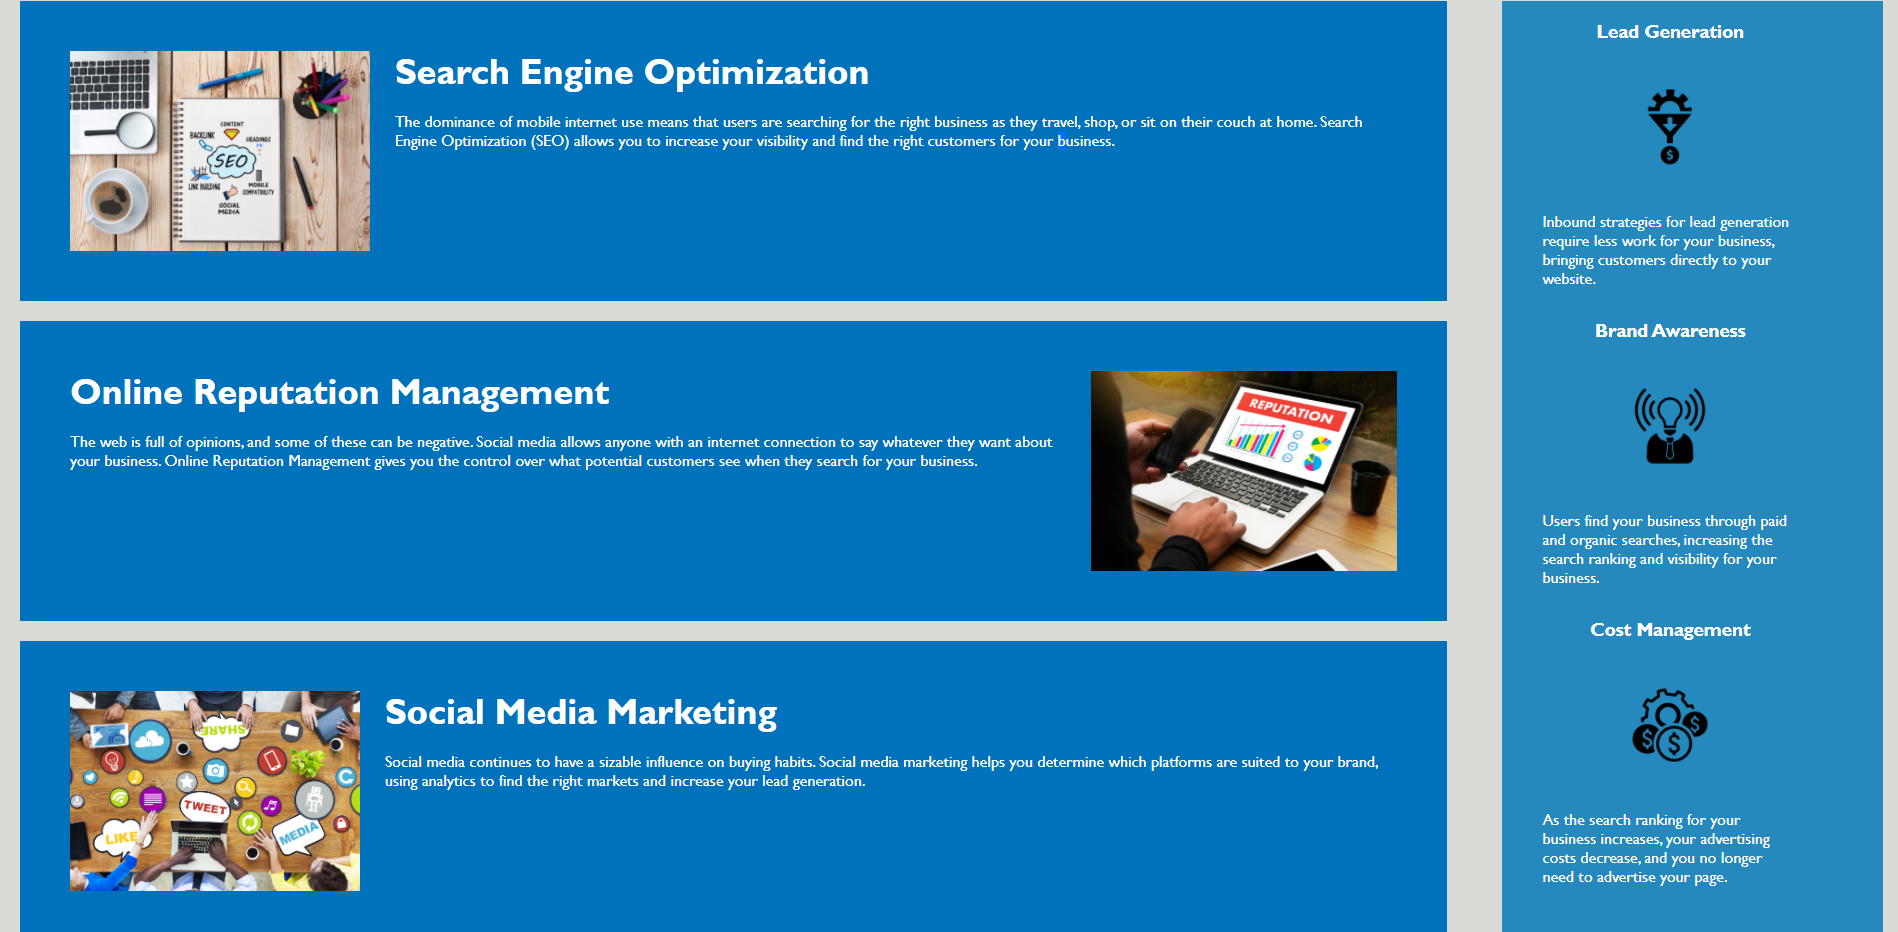 Search Engine Optimization
The dominance of mobile internet use means that users are searching for the right business as they travel, shop, or sit on their couch at home. Search
Engine Optimization (SEO) allows you to increase your visibility and find the right customers for your business.
CONTENT
BACKLINK
HEADINGS
SEO
LINK BUILDING
MOBILE
COMPATIBILITY
SOCIAL
MEDIA
Online Reputation Management
The web is full of opinions, and some of these can be negative. Social media allows anyone with an internet connection to say whatever they want about
your business. Online Reputation Management gives you the control over what potential customers see when they search for your business.
REPUTATION
Social Media Marketing
Social media continues to have a sizable influence on buying habits. Social media marketing helps you determine which platforms are suited to your brand,
using analytics to find the right markets and increase your lead generation.
SHARE
TWEET
LIKE
MEDIA
Lead Generation
$
Inbound strategies for lead generation
require less work for your business,
bringing customers directly to your
website.
Brand Awareness
Users find your business through paid
and organic searches, increasing the
search ranking and visibility for your
business.
Cost Management
$ $ $
As the search ranking for your
business increases, your advertising
costs decrease, and you no longer
need to advertise your page.